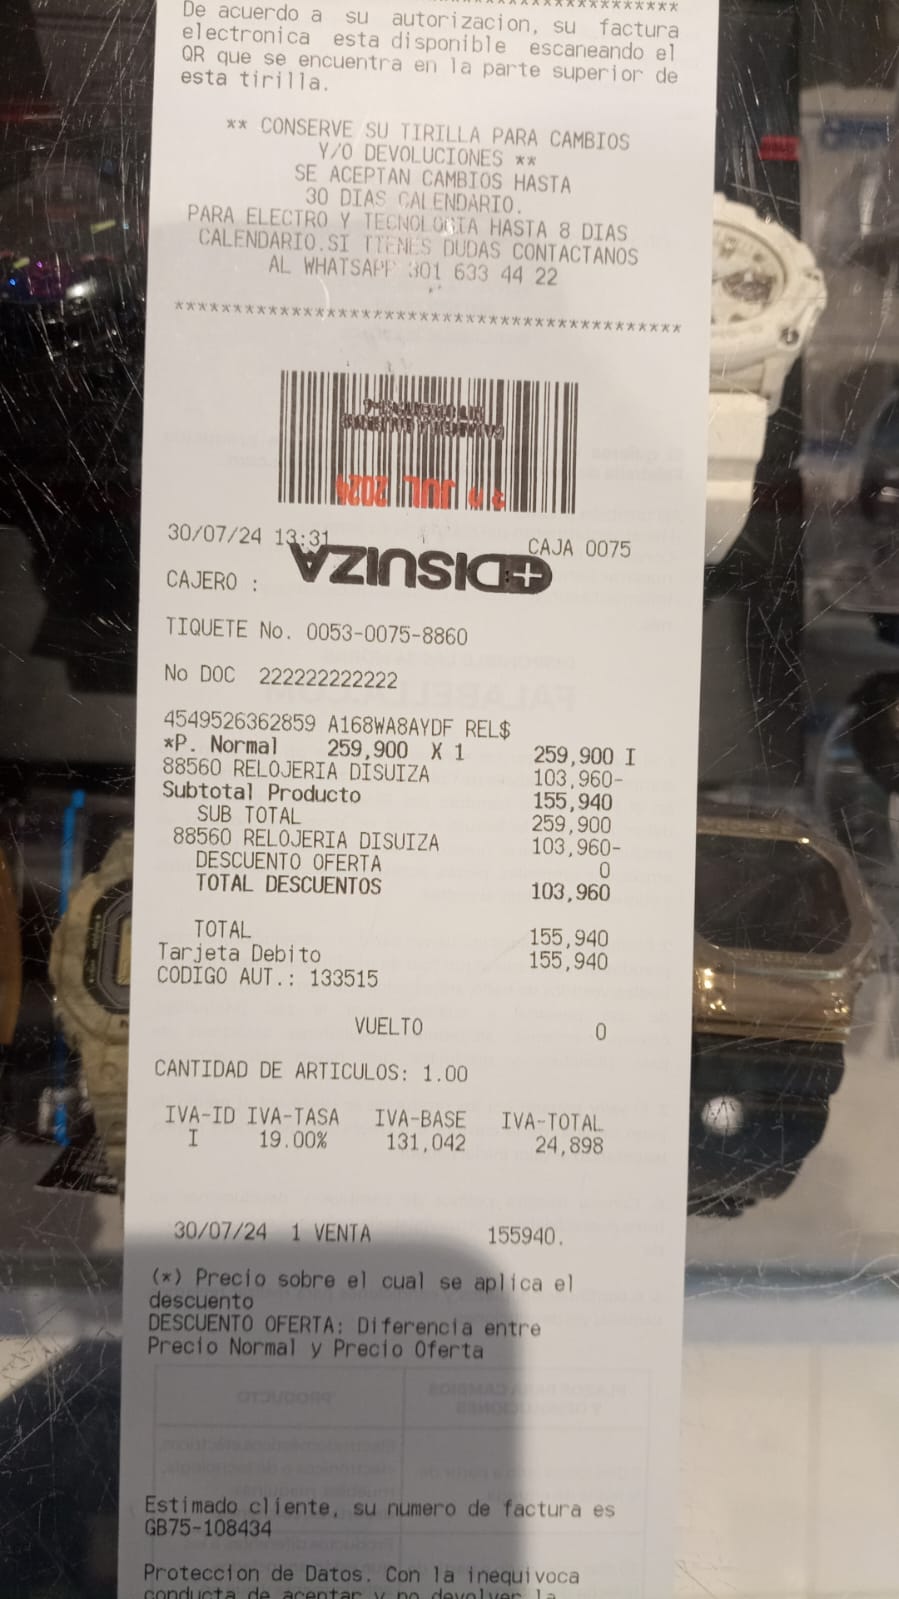 De acuerdo a su autorizacion, su factura
electronica esta disponible escaneando el
QR que se encuentra en la parte superior de
esta tirilla.
** CONSERVE SU TIRILLA PARA CAMBIOS
Y/O DEVOLUCIONES **
SE ACEPTAN CAMBIOS HASTA
30 DIAS CALENDARIO.
PARA ELECTRO Y TECNOLOGIA HASTA 8 DIAS
CALENDARIO.SI TIENES DUDAS CONTACTANOS
AL WHATSAPP 301 633 44 22
*******************************************
JUL 2024
30/07/24 13:31 CAJA 0075
DISUIZA
CAJERO :
TIQUETE No. 0053-0075-8860
No DOC 222222222222
4549526362859 A168WA8AYDF REL$
*P. Normal 259,900 X 1 259,900 I
88560 RELOJERIA DISUIZA 103,960-
Subtotal Producto 155,940
SUB TOTAL 259,900
88560 RELOJERIA DISUIZA 103,960-
DESCUENTO OFERTA 0
TOTAL DESCUENTOS 103,960
TOTAL 155,940
Tarjeta Debito 155,940
CODIGO AUT.: 133515
VUELTO 0
CANTIDAD DE ARTICULOS: 1.00
IVA-ID IVA-TASA IVA-BASE IVA-TOTAL
I 19.00% 131,042 24,898
30/07/24 1 VENTA 155940.
(*) Precio sobre el cual se aplica el
descuento
DESCUENTO OFERTA: Diferencia entre
Precio Normal y Precio Oferta
Estimado cliente, su numero de factura es
GB75-108434
Proteccion de Datos. Con la inequivoca
conducta de aceptar y no devolver la